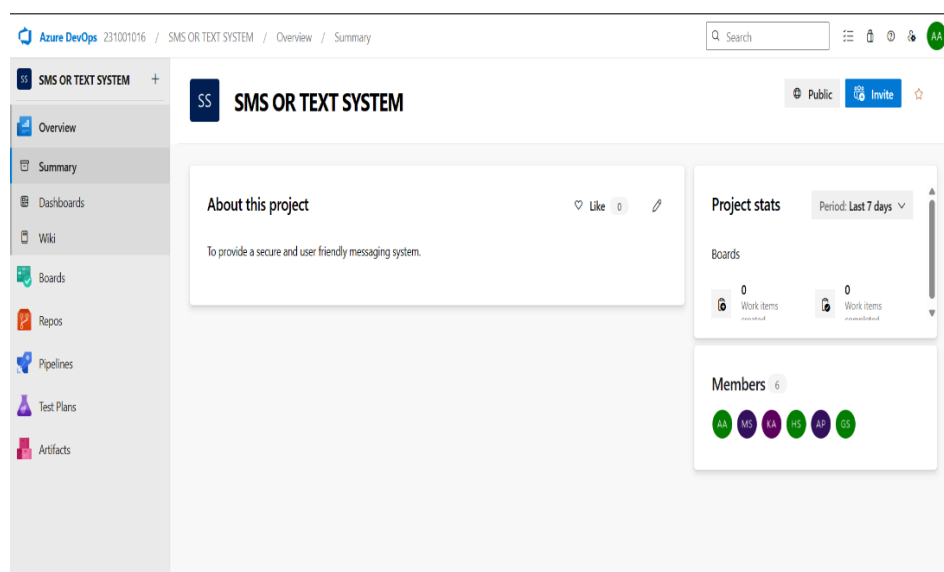 Azure DevOps 231001016 / SMS OR TEXT SYSTEM / Overview / Summary
Search
AA
SS SMS OR TEXT SYSTEM +
Overview
Summary
Dashboards
Wiki
Boards
Repos
Pipelines
Test Plans
Artifacts
SS SMS OR TEXT SYSTEM
Public
Invite
About this project
Like 0
To provide a secure and user friendly messaging system.
Project stats
Period: Last 7 days
Boards
0
Work items
created
0
Work items
completed
Members 6
AA MS KA HS AP GS